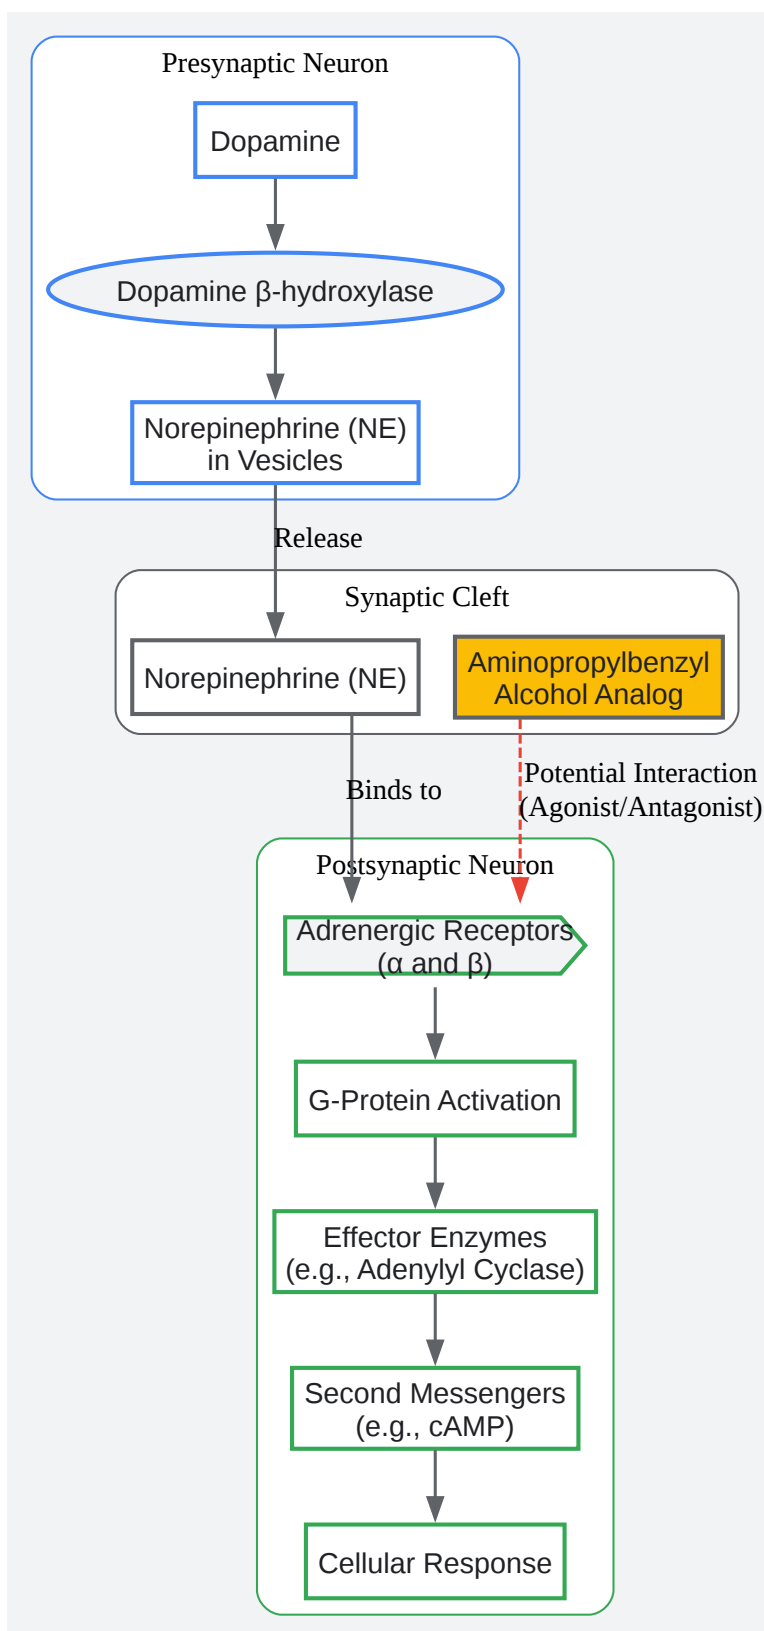 Presynaptic Neuron
Dopamine
Dopamine β-hydroxylase
Norepinephrine (NE)
in Vesicles
Release
Synaptic Cleft
Norepinephrine (NE)
Aminopropylbenzyl
Alcohol Analog
Binds to
Potential Interaction
(Agonist/Antagonist)
Postsynaptic Neuron
Adrenergic Receptors
(α and β)
G-Protein Activation
Effector Enzymes
(e.g., Adenylyl Cyclase)
Second Messengers
(e.g., cAMP)
Cellular Response